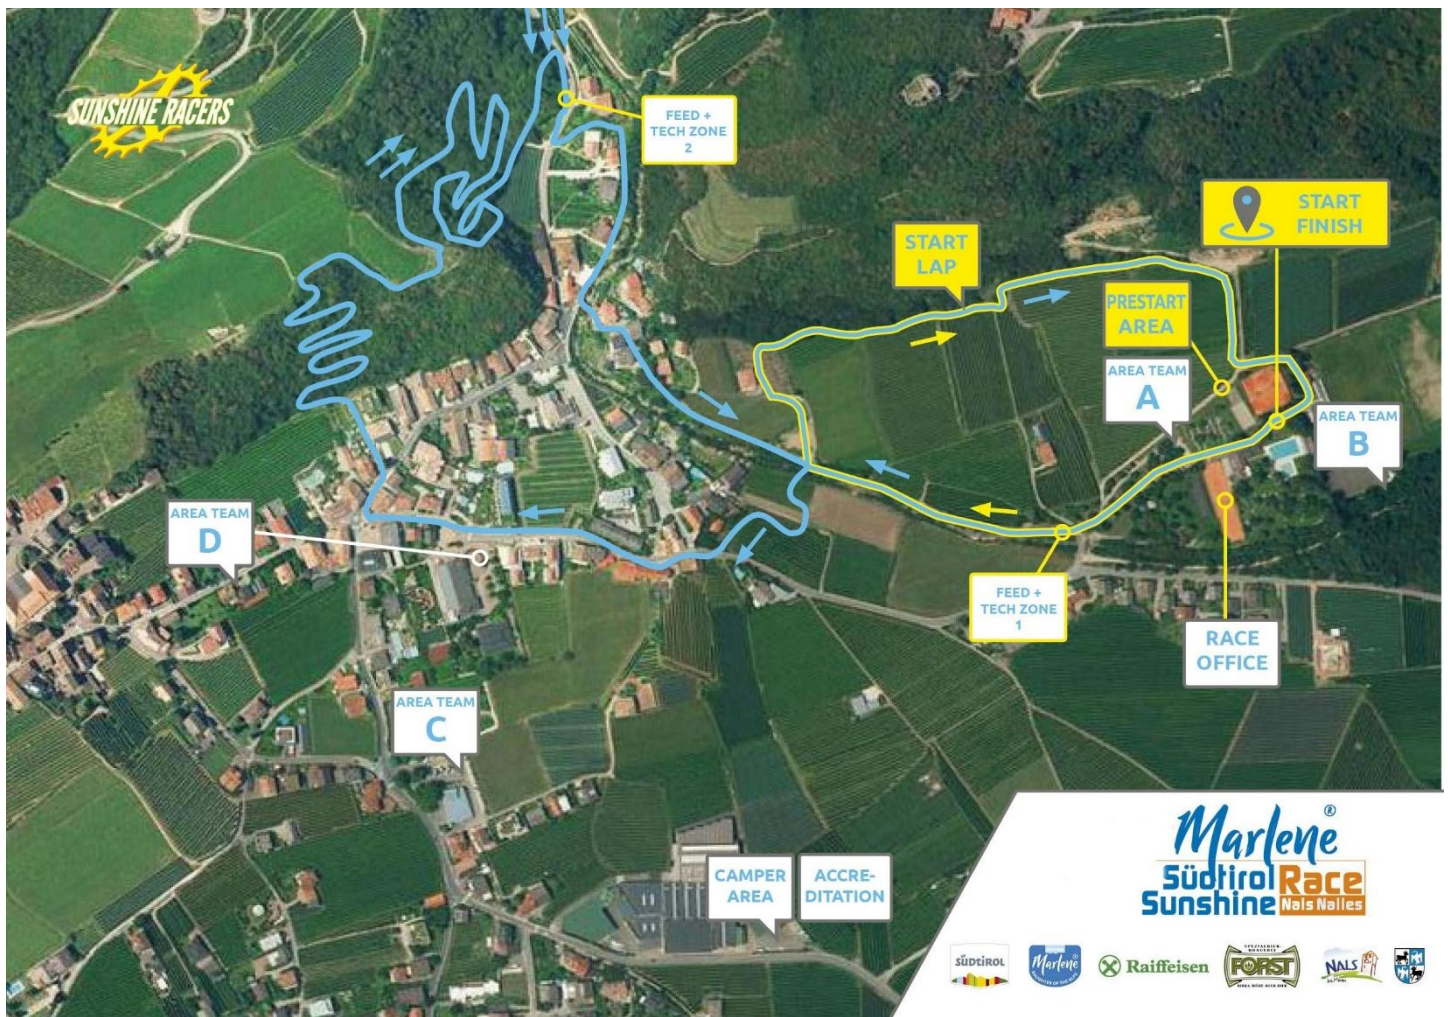 SUNSHINE RACERS
FEED +
TECH ZONE
2
START
FINISH
START
LAP
PRESTART
AREA
AREA TEAM
A
AREA TEAM
B
AREA TEAM
D
FEED +
TECH ZONE
1
RACE
OFFICE
AREA TEAM
C
CAMPER
AREA
ACCRE-
DITATION
Marlene®
Südtirol Race
Sunshine Nals Nalles
SÜDTIROL
Marlene
Raiffeisen
SPEZIALBIER-
BRAUEREI
FORST
NALS